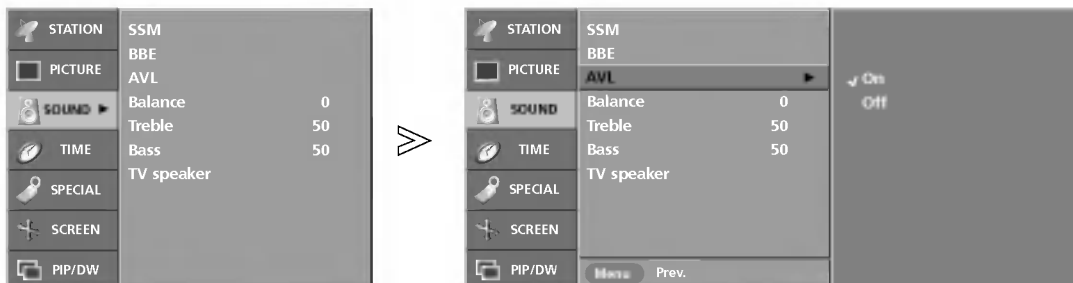 STATION
PICTURE
SOUND
TIME
SPECIAL
SCREEN
PIP/DW
SSM
BBE
AVL
Balance 0
Treble 50
Bass 50
TV speaker
STATION
PICTURE
SOUND
TIME
SPECIAL
SCREEN
PIP/DW
SSM
BBE
AVL
Balance 0
Treble 50
Bass 50
TV speaker
Menu Prev.
On
Off